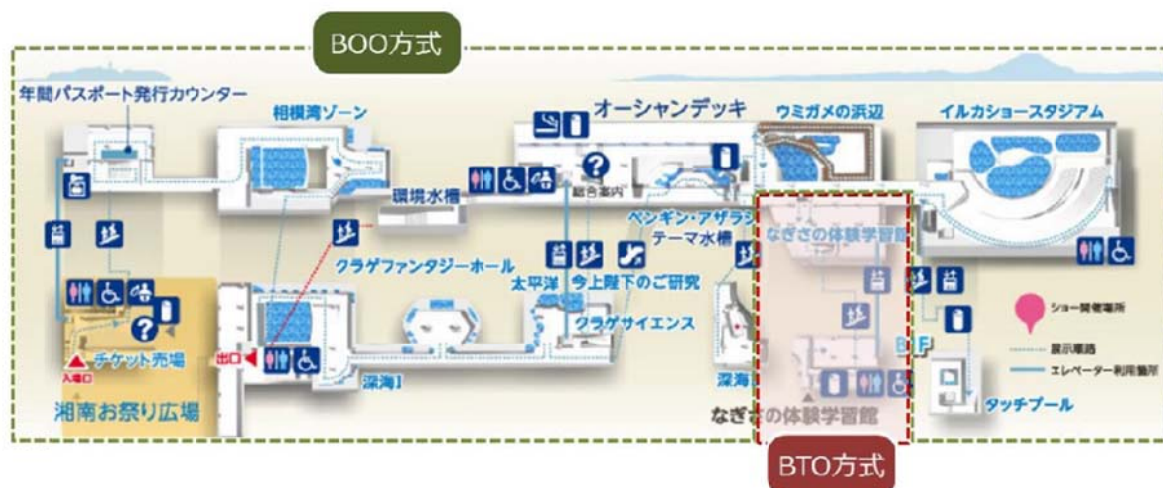 BOO方式
年間パスポート発行カウンター
相模湾ゾーン
オーシャンデッキ
ウミガメの浜辺
イルカショースタジアム
総合案内
環境水槽
ペンギン・アザラシ
テーマ水槽
なぎさの体験学習館
クラゲファンタジーホール
太平洋
今上陛下のご研究
クラゲサイエンス
ショー開催場所
展示順路
エレベーター利用箇所
チケット売場
入場口
出口
深海I
深海
湘南お祭り広場
なぎさの体験学習館
タッチプール
BTO方式